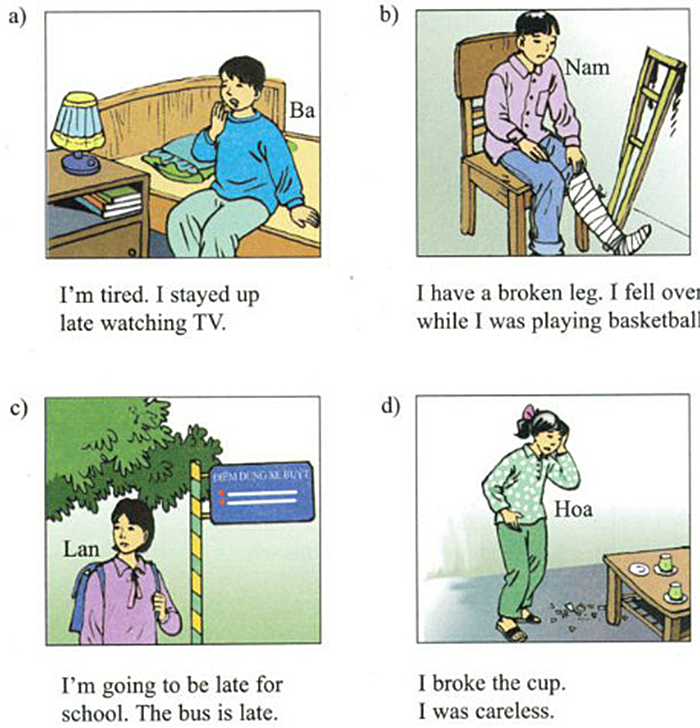 a)
Ba
I'm tired. I stayed up
late watching TV.
b)
Nam
I have a broken leg. I fell over
while I was playing basketball
c)
ĐIỂM DỪNG XE BUÝT
Lan
I'm going to be late for
school. The bus is late.
d)
Hoa
I broke the cup.
I was careless.